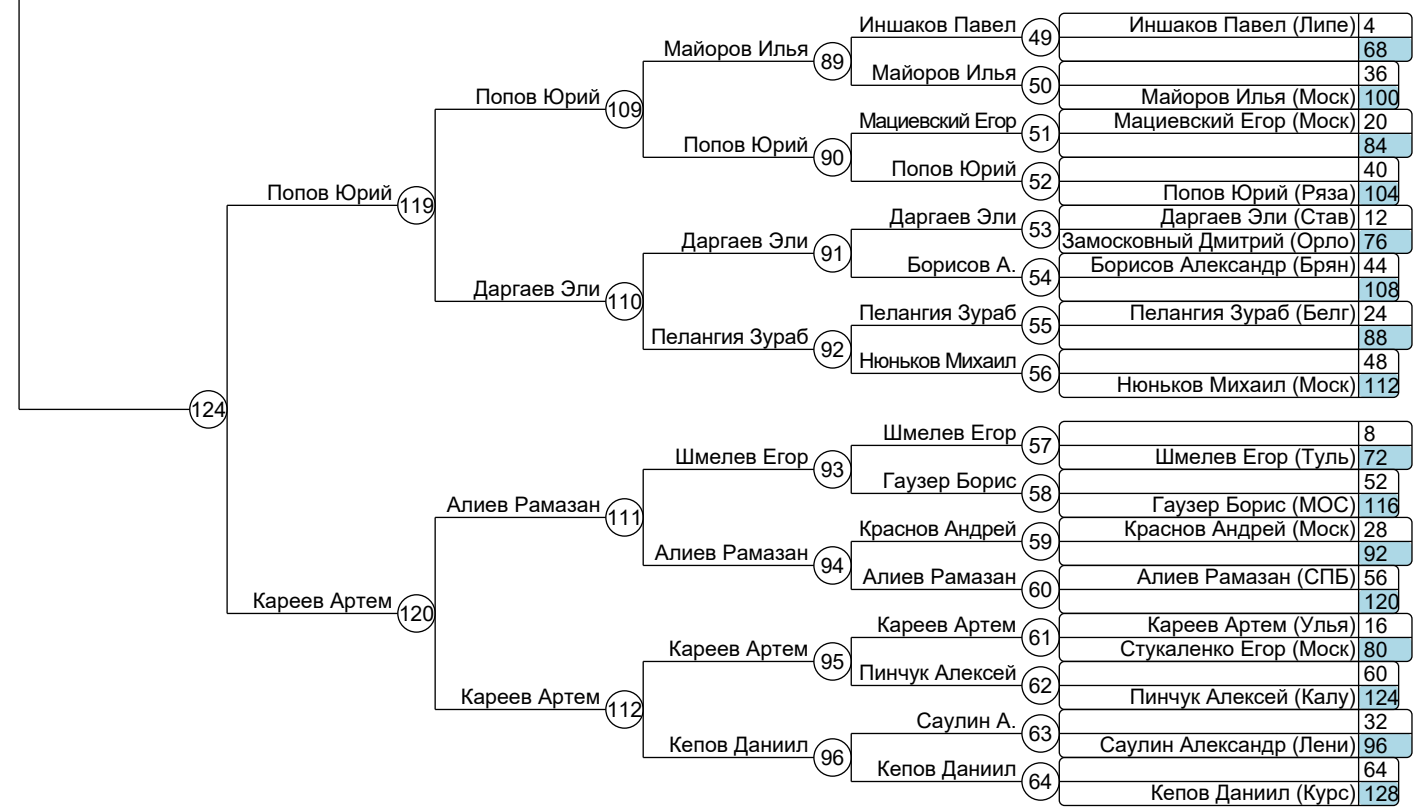 Иншаков Павел 49 Иншаков Павел (Липе) 4
Майоров Илья 89 68
Майоров Илья 50 36
Попов Юрий 109 Майоров Илья (Моск) 100
Мациевский Егор 51 Мациевский Егор (Моск) 20
Попов Юрий 90 84
Попов Юрий 52 40
Попов Юрий 119 Попов Юрий (Ряза) 104
Даргаев Эли 53 Даргаев Эли (Став) 12
Даргаев Эли 91 Замосковный Дмитрий (Орло) 76
Борисов А. 54 Борисов Александр (Брян) 44
Даргаев Эли 110 108
Пелангия Зураб 55 Пелангия Зураб (Белг) 24
Пелангия Зураб 92 88
Нюньков Михаил 56 48
Нюньков Михаил (Моск) 112
124
Шмелев Егор 57 8
Шмелев Егор 93 Шмелев Егор (Туль) 72
Гаузер Борис 58 52
Алиев Рамазан 111 Гаузер Борис (МОС) 116
Краснов Андрей 59 Краснов Андрей (Моск) 28
Алиев Рамазан 94 92
Алиев Рамазан 60 Алиев Рамазан (СПБ) 56
Кареев Артем 120 120
Кареев Артем 61 Кареев Артем (Улья) 16
Кареев Артем 95 Стукаленко Егор (Моск) 80
Пинчук Алексей 62 60
Кареев Артем 112 Пинчук Алексей (Калу) 124
Саулин А. 63 32
Кепов Даниил 96 Саулин Александр (Лени) 96
Кепов Даниил 64 64
Кепов Даниил (Курс) 128